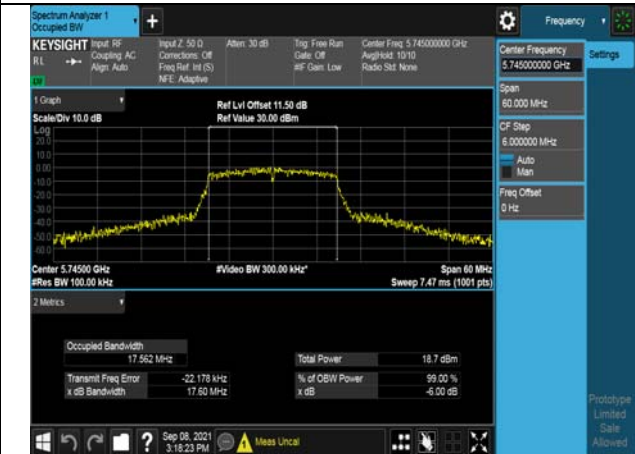 Spectrum Analyzer 1
Occupied BW
+
Frequency
KEYSIGHT
RL
Input: RF
Coupling: AC
Align: Auto
Input Z: 50 Ω
Corrections: Off
Freq Ref: Int (S)
NFE: Adaptive
Atten: 30 dB
Trig: Free Run
Gate: Off
#IF Gain: Low
Center Freq: 5.745000000 GHz
Avg|Hold: 10/10
Radio Std: None
Center Frequency
5.745000000 GHz
Settings
Span
60.000 MHz
CF Step
6.000000 MHz
Auto
Man
Freq Offset
0 Hz
1 Graph
Scale/Div 10.0 dB
Ref Lvl Offset 11.50 dB
Ref Value 30.00 dBm
Log
20.0
10.0
0.00
-10.0
-20.0
-30.0
-40.0
-50.0
-60.0
Center 5.74500 GHz
#Res BW 100.00 kHz
#Video BW 300.00 kHz*
Span 60 MHz
Sweep 7.47 ms (1001 pts)
2 Metrics
Occupied Bandwidth
17.562 MHz
Total Power 18.7 dBm
Transmit Freq Error -22.178 kHz
% of OBW Power 99.00 %
x dB Bandwidth 17.60 MHz
x dB -6.00 dB
Prototype
Limited
Sale
Allowed
?
Sep 08, 2021
3:18:23 PM
Meas Uncal